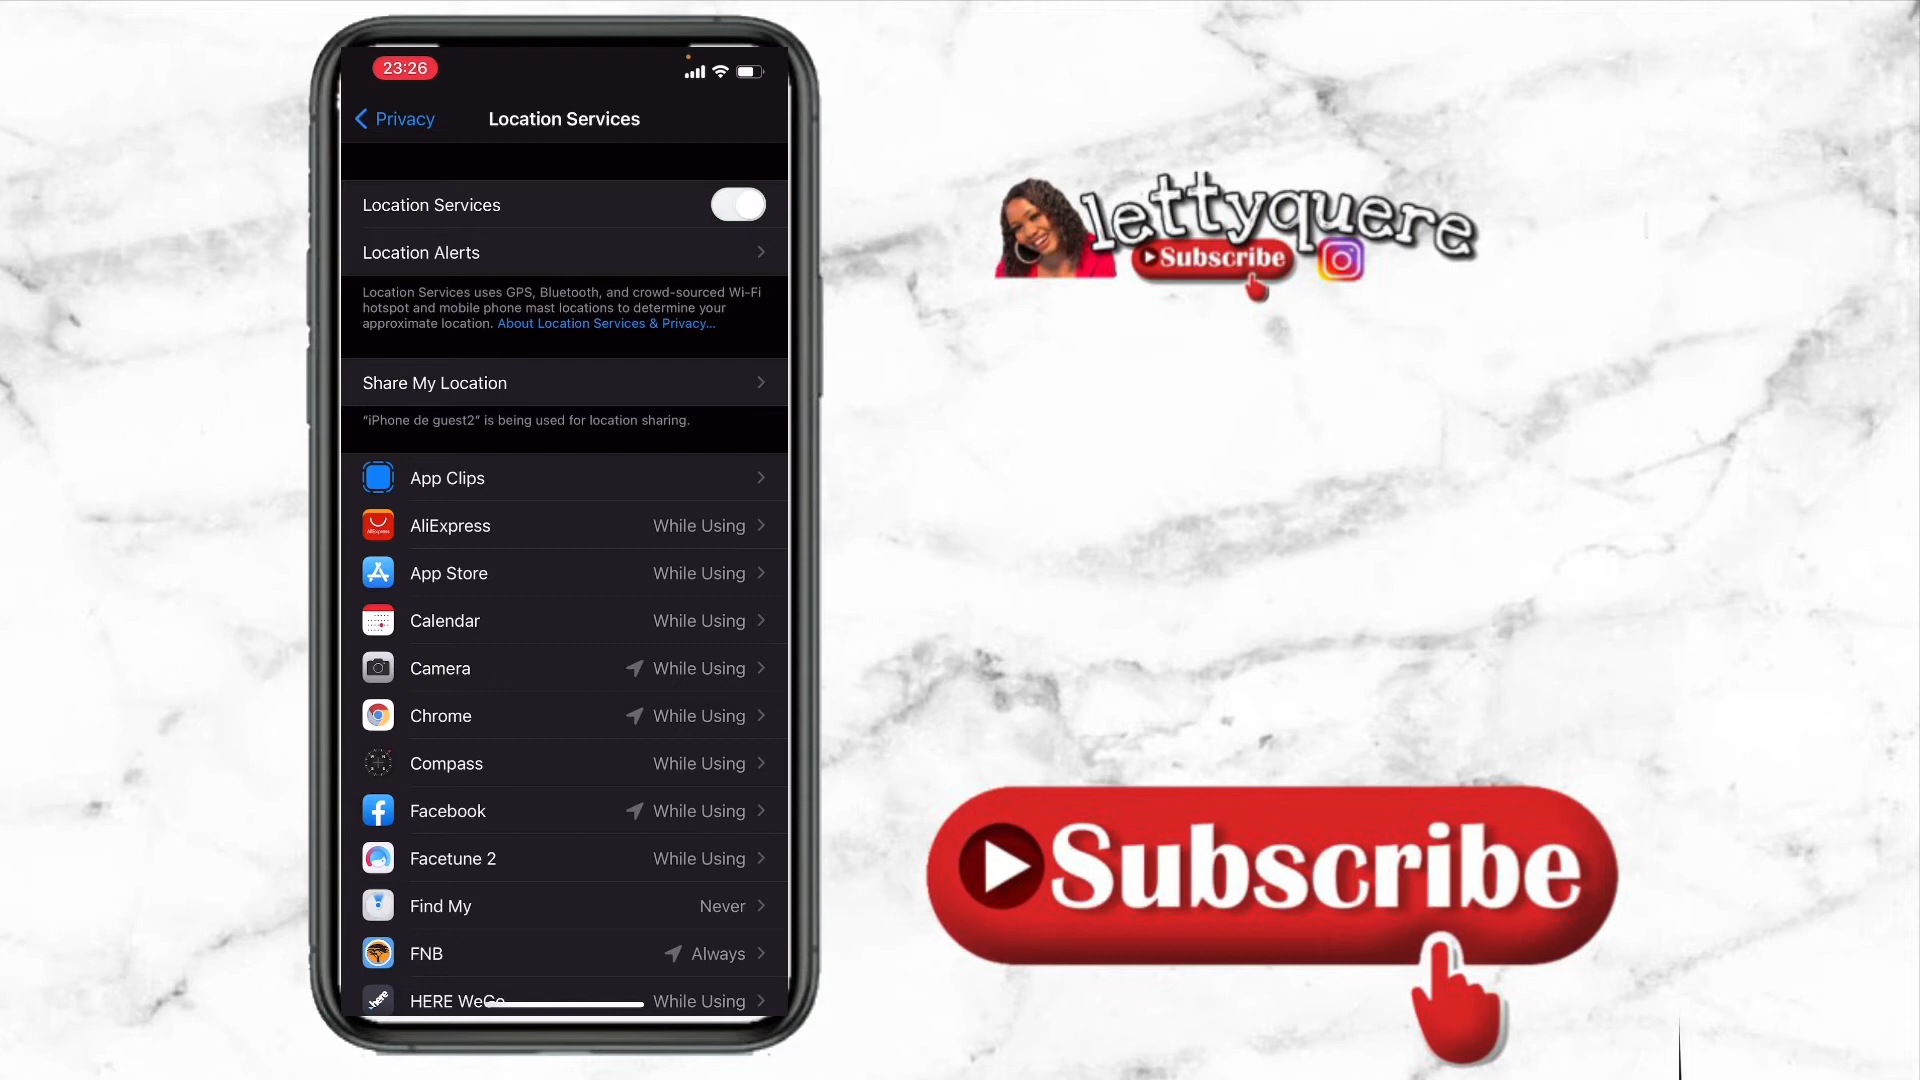 23:26
Privacy
Location Services
Location Services
Location Alerts
Location Services uses GPS, Bluetooth, and crowd-sourced Wi-Fi
hotspot and mobile phone mast locations to determine your
approximate location. About Location Services & Privacy...
Share My Location
"iPhone de guest2" is being used for location sharing.
App Clips
AliExpress While Using
App Store While Using
Calendar While Using
Camera While Using
Chrome While Using
Compass While Using
Facebook While Using
Facetune 2 While Using
Find My Never
FNB Always
HERE WeGo While Using
lettyquere
Subscribe
Subscribe